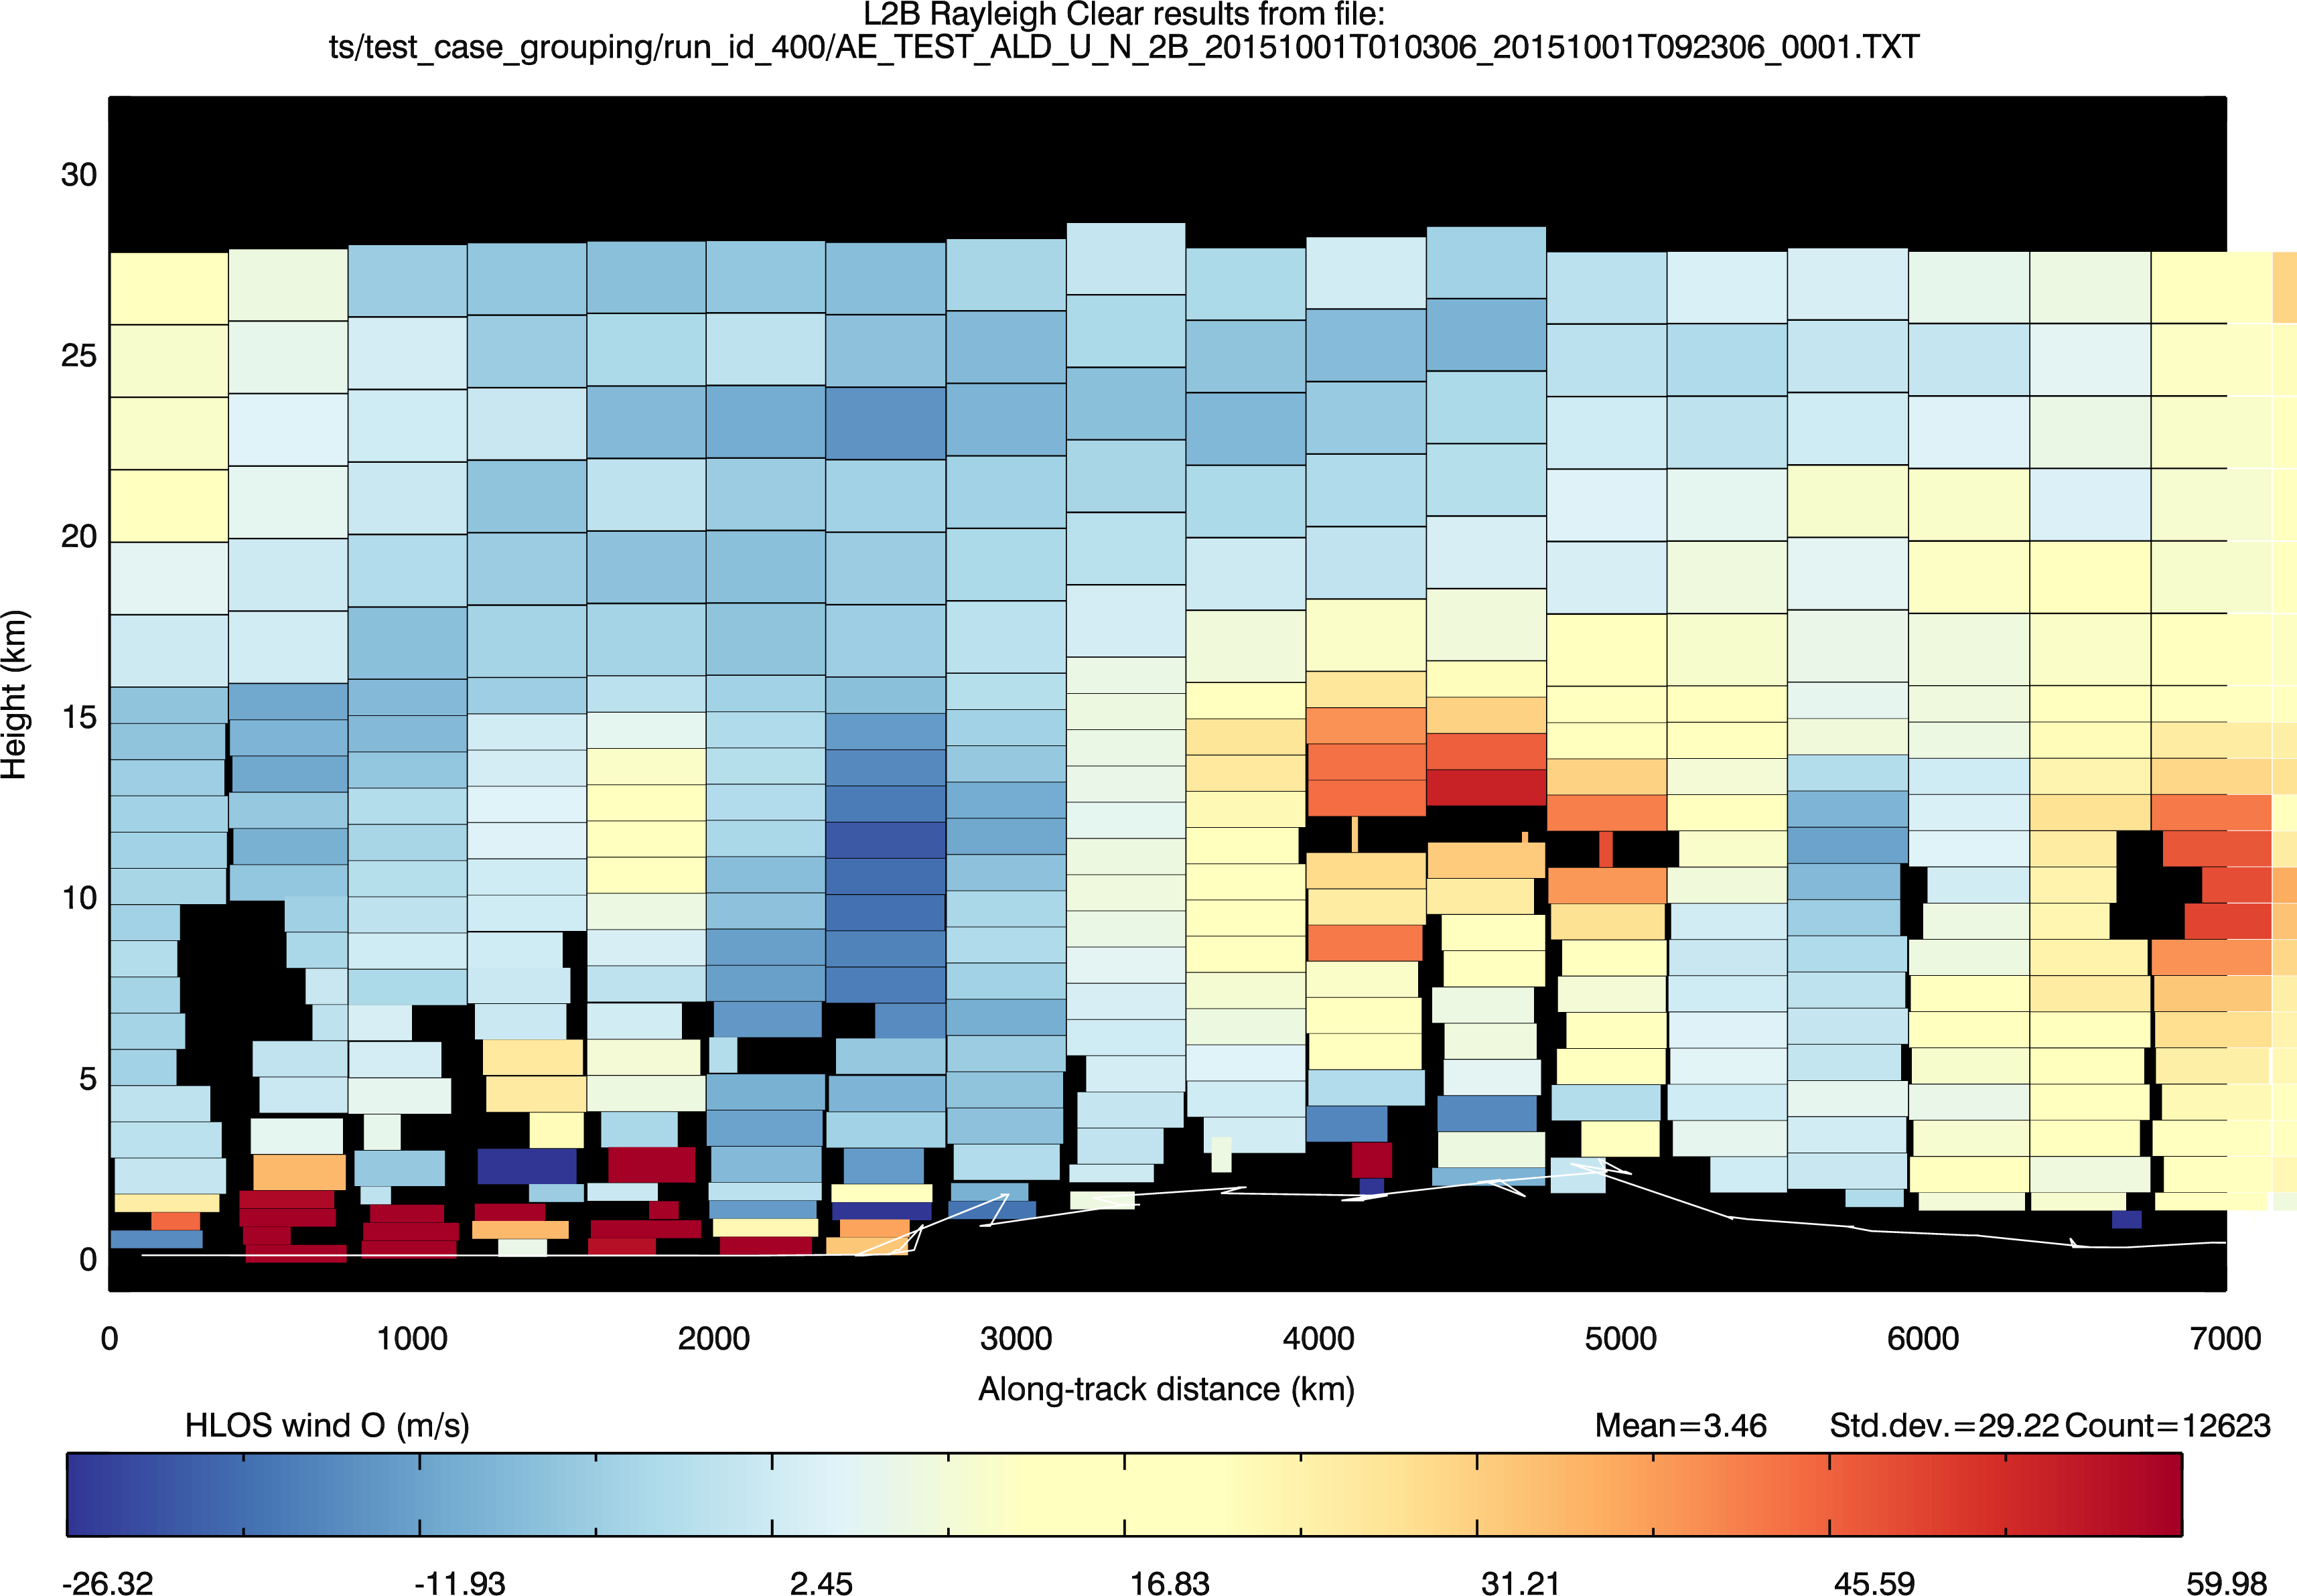 L2B Rayleigh Clear results from file:
ts/test_case_grouping/run_id_400/AE_TEST_ALD_U_N_2B_20151001T010306_20151001T092306_0001.TXT
30
25
20
15
10
5
0
Height (km)
0 1000 2000 3000 4000 5000 6000 7000
Along-track distance (km)
HLOS wind O (m/s) Mean=3.46 Std.dev.=29.22 Count=12623
-26.32 -11.93 2.45 16.83 31.21 45.59 59.98